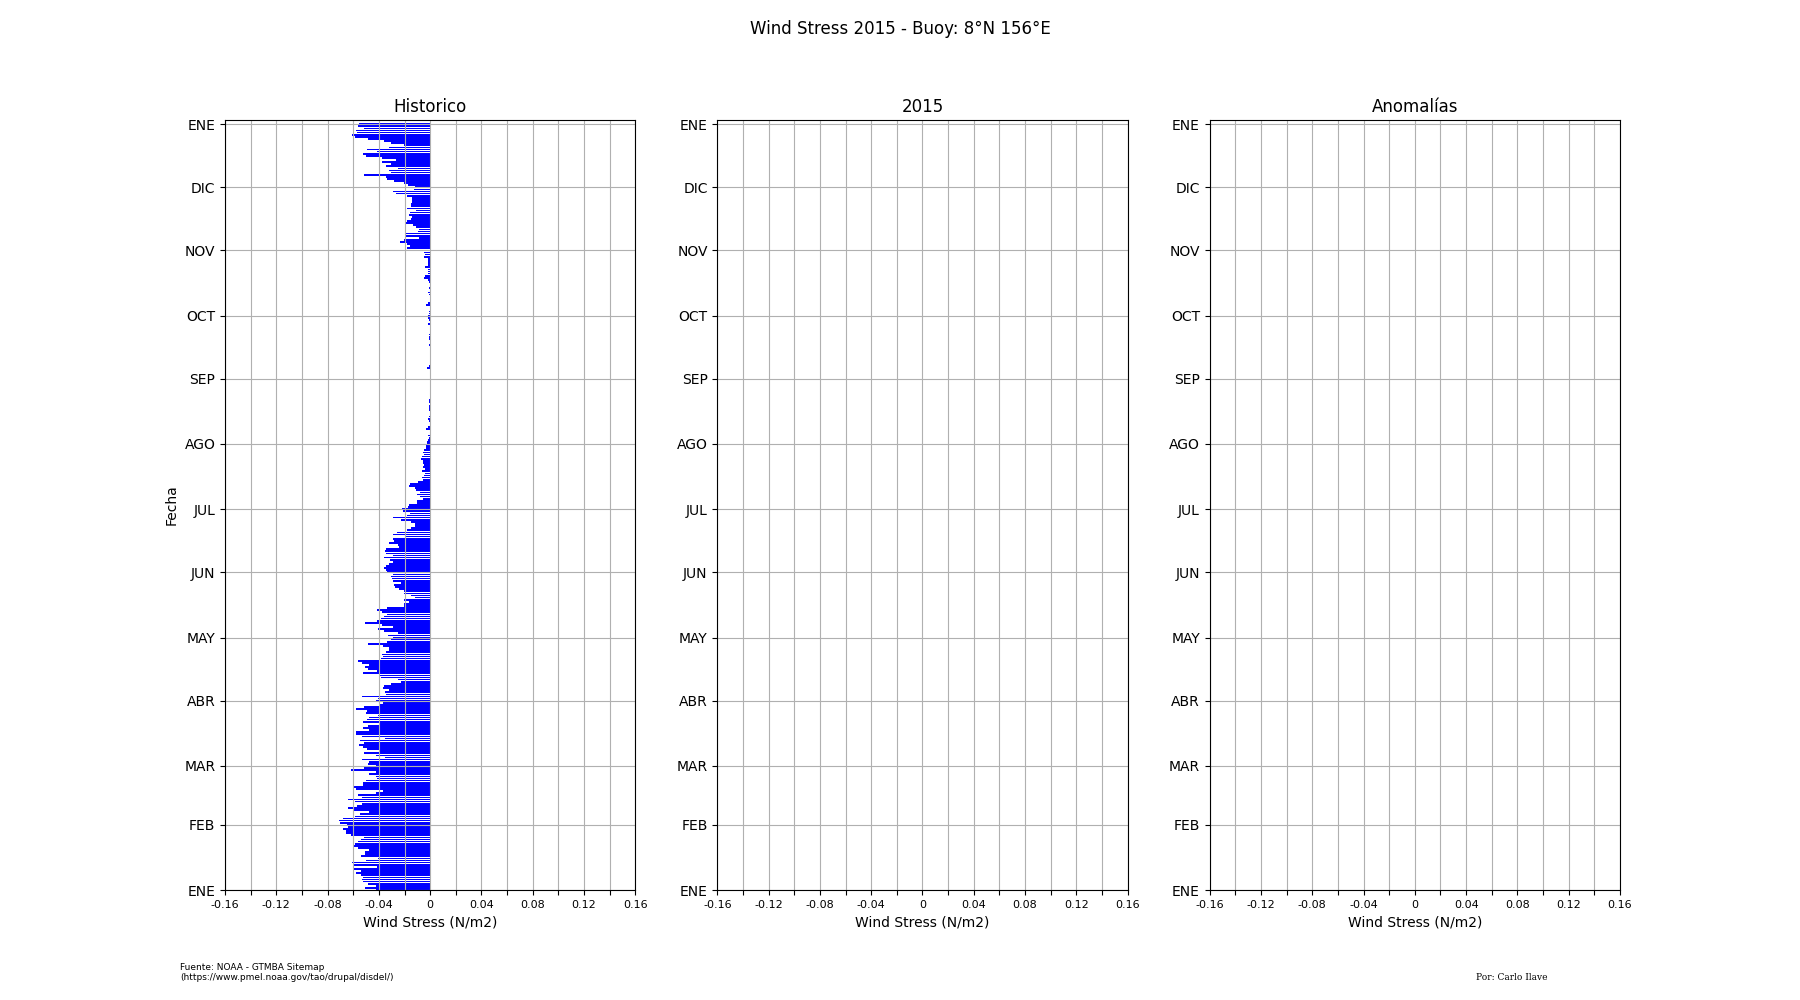 Wind Stress 2015 - Buoy: 8°N 156°E
Historico
2015
Anomalías
ENE
DIC
NOV
OCT
SEP
AGO
JUL
JUN
MAY
ABR
MAR
FEB
ENE
Fecha
-0.16 -0.12 -0.08 -0.04 0 0.04 0.08 0.12 0.16
Wind Stress (N/m2)
ENE
DIC
NOV
OCT
SEP
AGO
JUL
JUN
MAY
ABR
MAR
FEB
ENE
-0.16 -0.12 -0.08 -0.04 0 0.04 0.08 0.12 0.16
Wind Stress (N/m2)
ENE
DIC
NOV
OCT
SEP
AGO
JUL
JUN
MAY
ABR
MAR
FEB
ENE
-0.16 -0.12 -0.08 -0.04 0 0.04 0.08 0.12 0.16
Wind Stress (N/m2)
Fuente: NOAA - GTMBA Sitemap
(https://www.pmel.noaa.gov/tao/drupal/disdel/)
Por: Carlo Ilave